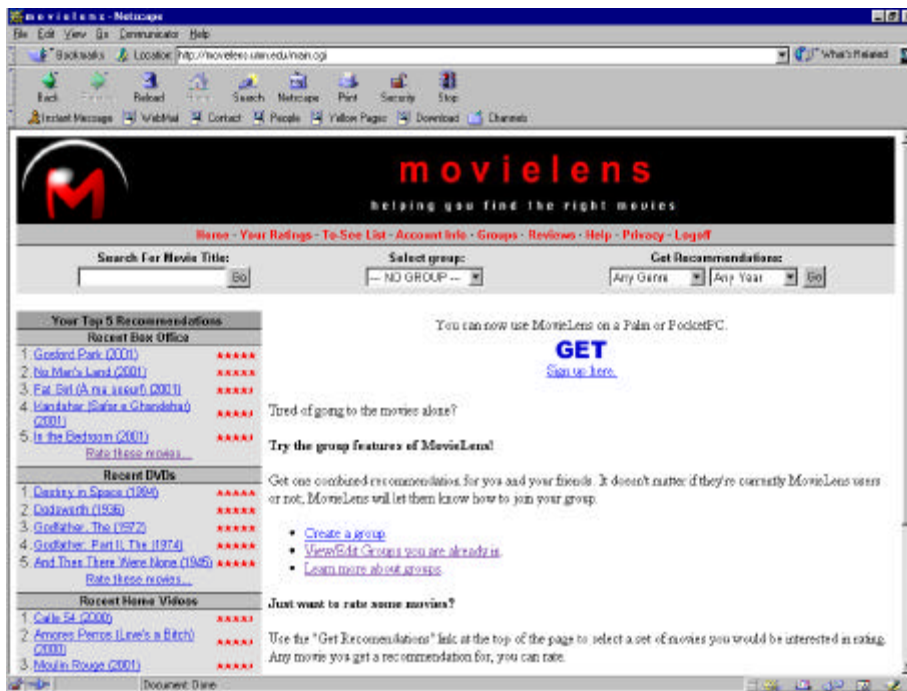 movielens - Netscape
File Edit View Go Communicator Help
Bookmarks Location: http://movielens.umn.edu/main.cgi What's Related
Back Reload Search Netscape Print Security Stop
Instant Message WebMail Contact People Yellow Pages Download Channels
movielens
helping you find the right movies
Home - Your Ratings - To-See List - Account Info - Groups - Reviews - Help - Privacy - Logoff
Search For Movie Title: Select group: Get Recommendations:
Go --- NO GROUP --- Any Genre Any Year Go
Your Top 5 Recommendations
Recent Box Office
1. Gosford Park (2001)
2. No Man's Land (2001)
3. Fat Girl (À ma soeur!) (2001)
4. Kandahar (Safar e Ghandehar)
(2001)
5. In the Bedroom (2001)
Rate these movies...
Recent DVDs
1. Destiny in Space (1994)
2. Dodsworth (1936)
3. Godfather, The (1972)
4. Godfather: Part II, The (1974)
5. And Then There Were None (1945)
Rate these movies...
Recent Home Videos
1. Calle 54 (2000)
2. Amores Perros (Love's a Bitch)
(2000)
3. Moulin Rouge (2001)
You can now use MovieLens on a Palm or PocketPC.
GET
Sign up here.
Tired of going to the movies alone?
Try the group features of MovieLens!
Get one combined recommendation for you and your friends. It doesn't matter if they're currently MovieLens users
or not, MovieLens will let them know how to join your group.
Create a group
View/Edit Groups you are already in
Learn more about groups
Just want to rate some movies?
Use the "Get Recomendations" link at the top of the page to select a set of movies you would be interested in rating.
Any movie you get a recommendation for, you can rate.
Document: Done